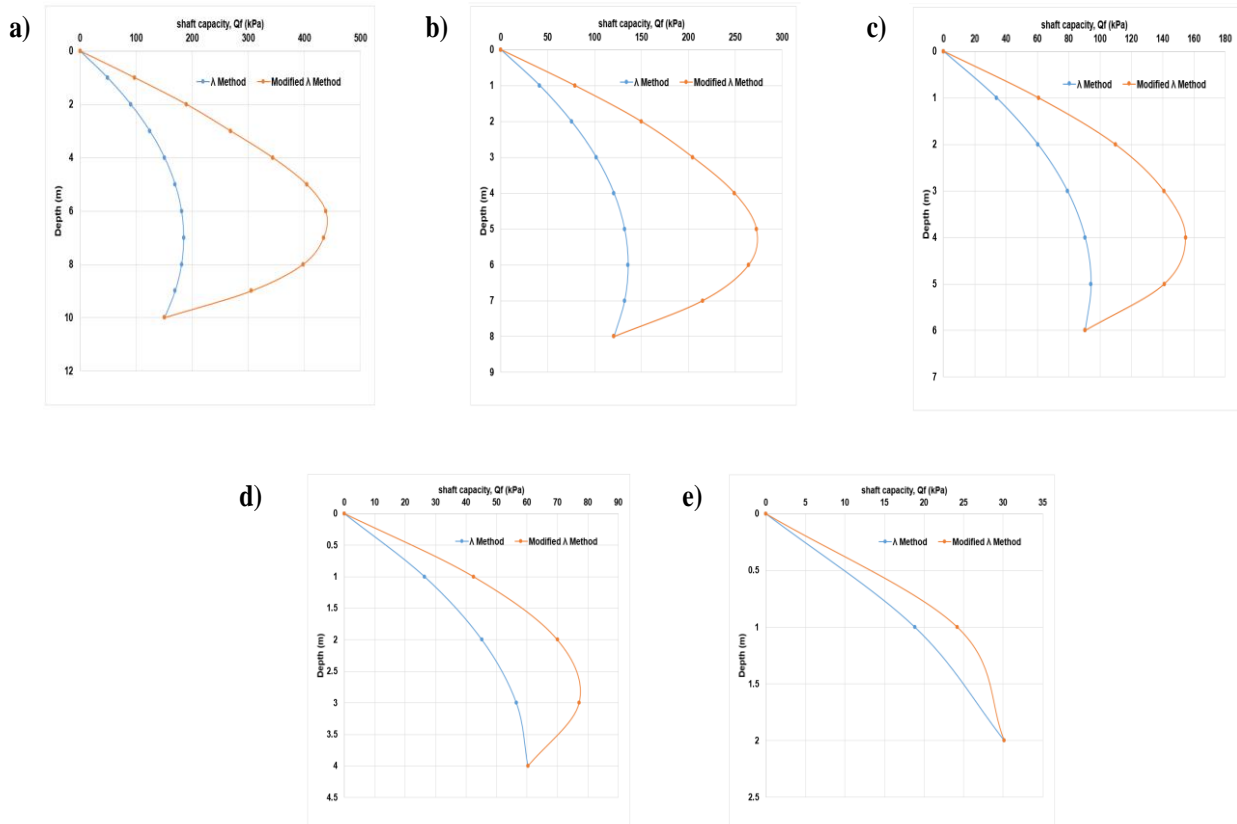 a)
shaft capacity, Qf (kPa)
0 100 200 300 400 500
0
2
4
6
8
10
12
Depth (m)
λ Method Modified λ Method
b)
shaft capacity, Qf (kPa)
0 50 100 150 200 250 300
0
1
2
3
4
5
6
7
8
9
Depth (m)
λ Method Modified λ Method
c)
shaft capacity, Qf (kPa)
0 20 40 60 80 100 120 140 160 180
0
1
2
3
4
5
6
7
Depth (m)
λ Method Modified λ Method
d)
shaft capacity, Qf (kPa)
0 10 20 30 40 50 60 70 80 90
0
0.5
1
1.5
2
2.5
3
3.5
4
4.5
Depth (m)
λ Method Modified λ Method
e)
shaft capacity, Qf (kPa)
0 5 10 15 20 25 30 35
0
0.5
1
1.5
2
2.5
Depth (m)
λ Method Modified λ Method